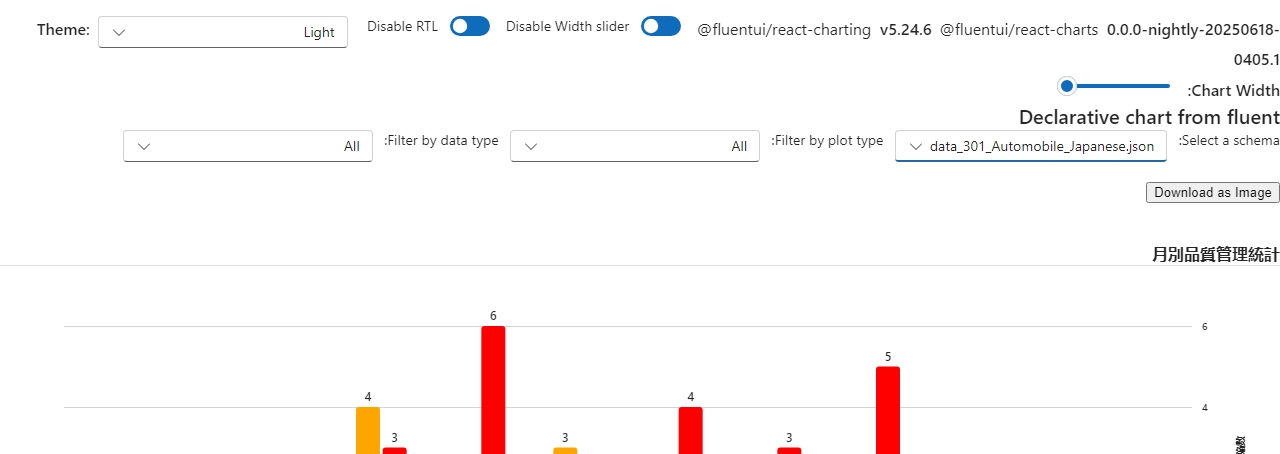 Theme: Light Disable RTL Disable Width slider @fluentui/react-charting v5.24.6 @fluentui/react-charts 0.0.0-nightly-20250618-
0405.1
:Chart Width
Declarative chart from fluent
:Select a schema data_301_Automobile_Japanese.json :Filter by plot type All :Filter by data type All
Download as Image
月別品質管理統計
6
6
5
4
4
4
3
3
3